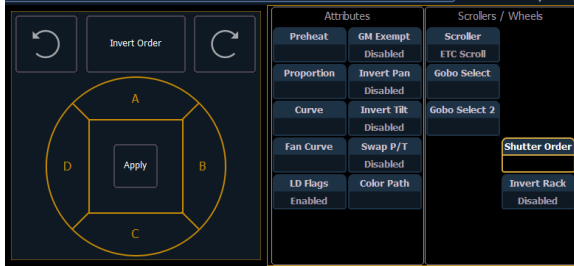 Attributes
Scrollers / Wheels
Invert Order
A
D
Apply
B
C
Preheat
GM Exempt
Disabled
Proportion
Invert Pan
Disabled
Curve
Invert Tilt
Disabled
Fan Curve
Swap P/T
Disabled
LD Flags
Enabled
Color Path
Scroller
ETC Scroll
Gobo Select
Gobo Select 2
Shutter Order
Invert Rack
Disabled